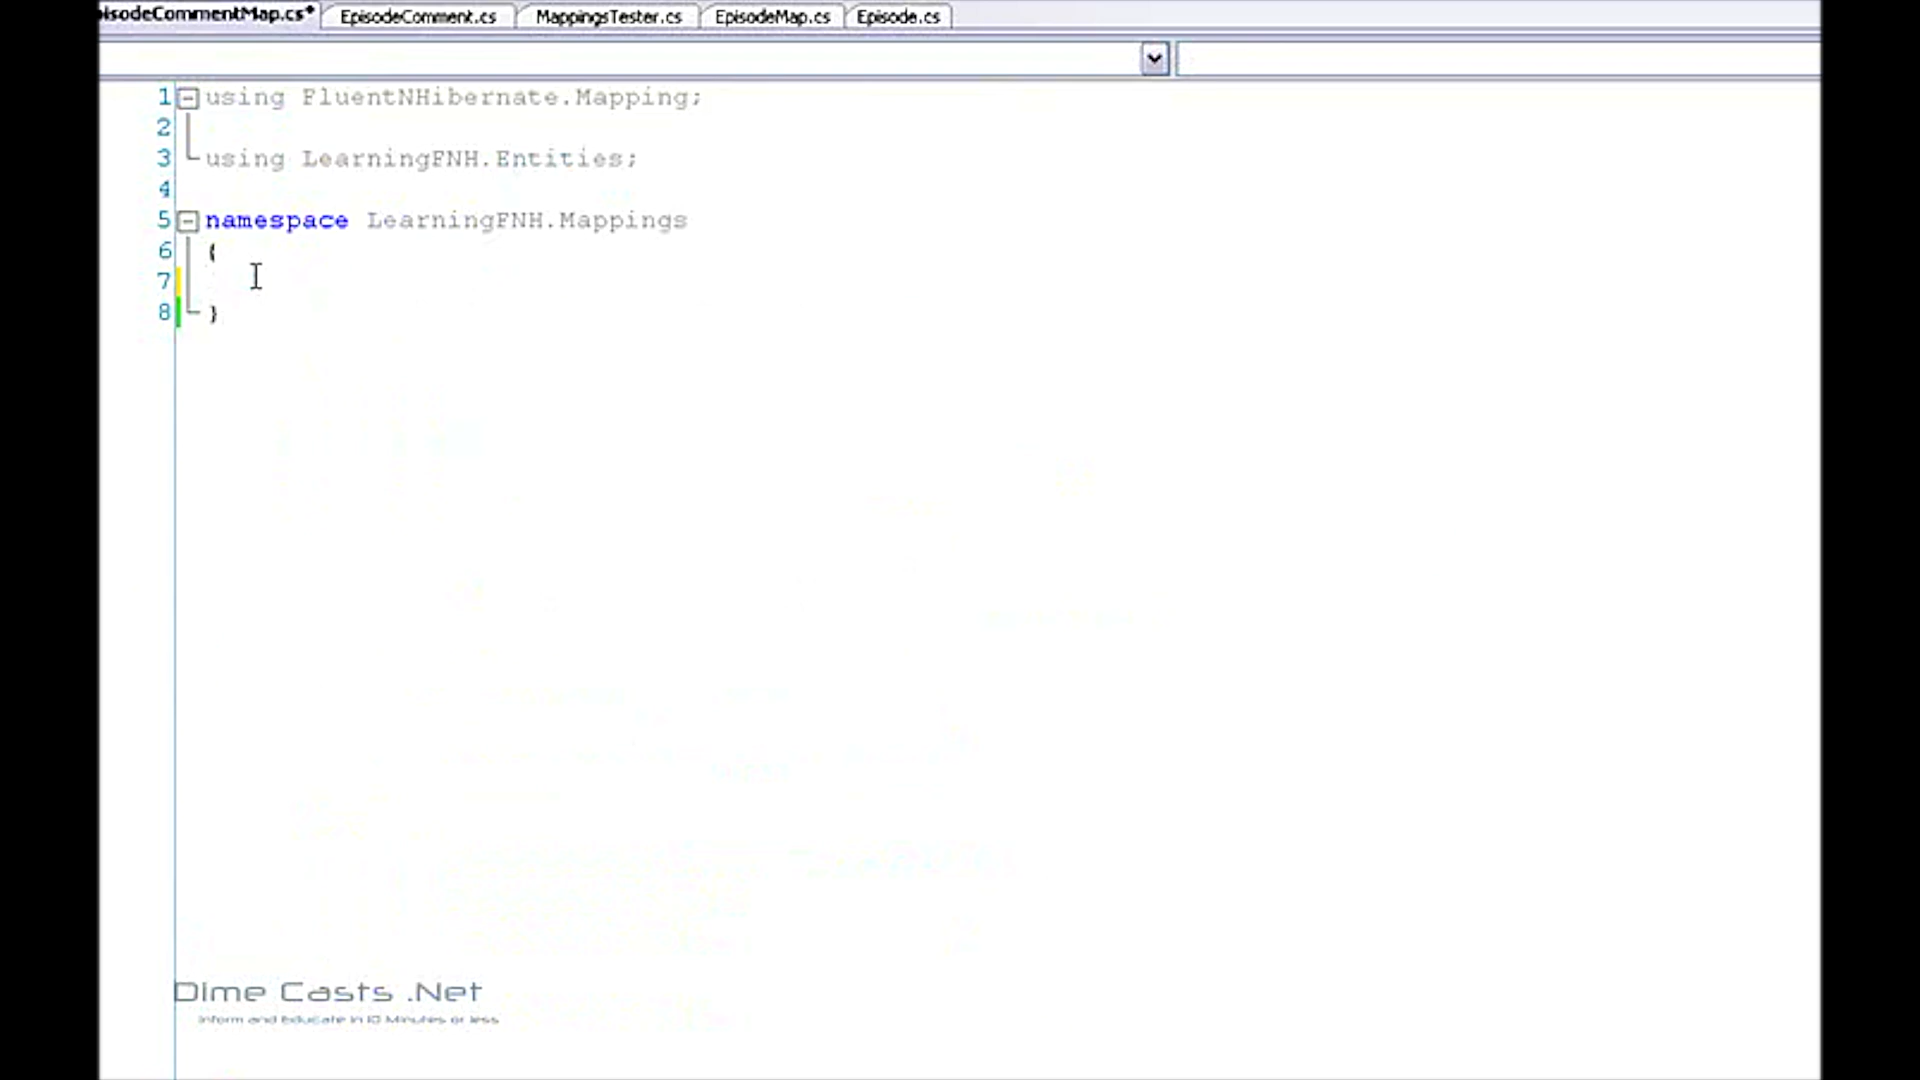 isodeCommentMap.cs* EpisodeComment.cs MappingsTester.cs EpisodeMap.cs Episode.cs
1 using FluentNHibernate.Mapping;
2
3 using LearningFNH.Entities;
4
5 namespace LearningFNH.Mappings
6 {
7
8 }
Dime Casts .Net
Inform and Educate in 10 Minutes or less